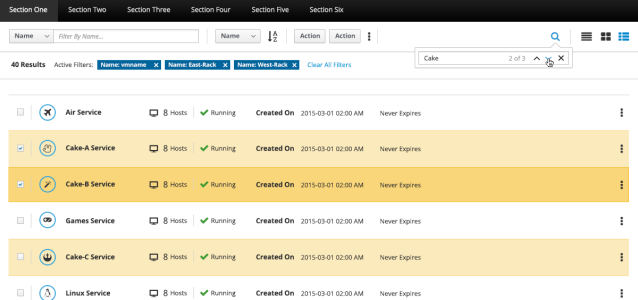 Section One Section Two Section Three Section Four Section Five Section Six
Name Filter By Name... Name A Z Action Action
Cake 2 of 3
40 Results Active Filters: Name: vmname X Name: East-Rack X Name: West-Rack X Clear All Filters
Air Service 8 Hosts Running Created On 2015-03-01 02:00 AM Never Expires
Cake-A Service 8 Hosts Running Created On 2015-03-01 02:00 AM Never Expires
Cake-B Service 8 Hosts Running Created On 2015-03-01 02:00 AM Never Expires
Games Service 8 Hosts Running Created On 2015-03-01 02:00 AM Never Expires
Cake-C Service 8 Hosts Running Created On 2015-03-01 02:00 AM Never Expires
Linux Service 8 Hosts Running Created On 2015-03-01 02:00 AM Never Expires